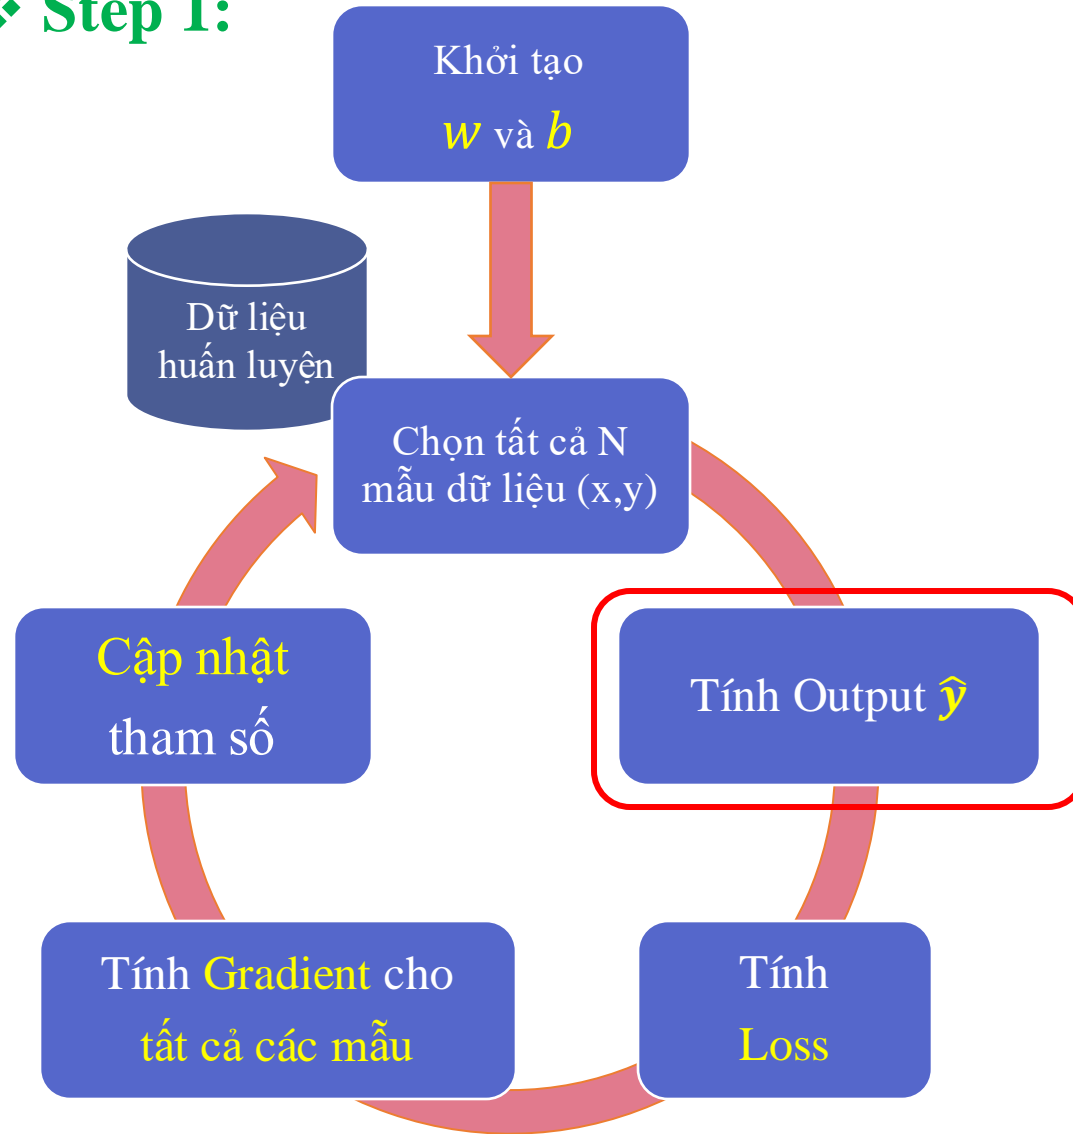 ❖ Step 1:
Khởi tạo
w và b
Dữ liệu
huấn luyện
Chọn tất cả N
mẫu dữ liệu (x,y)
Tính Output ŷ
Tính
Loss
Tính Gradient cho
tất cả các mẫu
Cập nhật
tham số